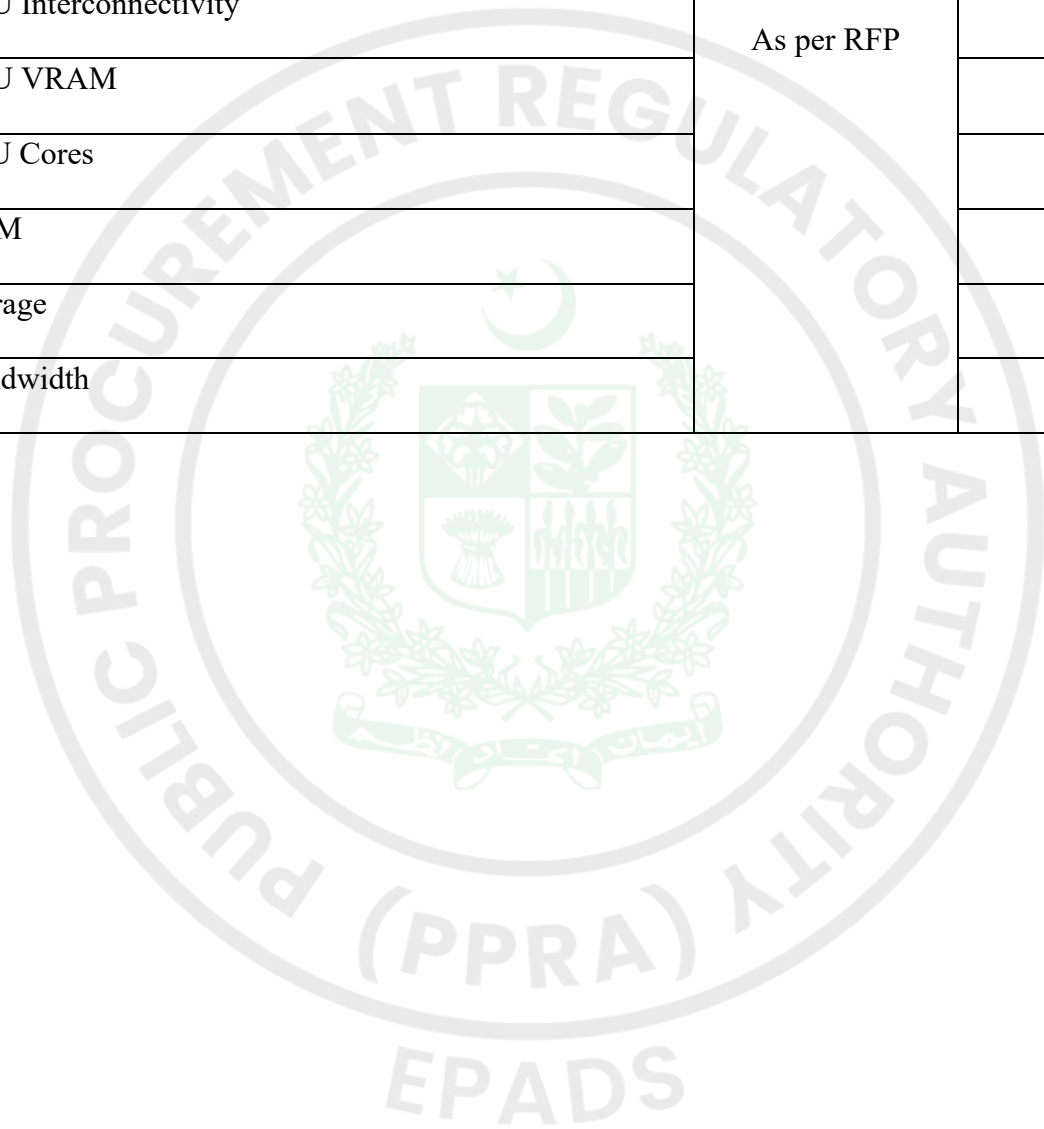 U Interconnectivity
As per RFP
U VRAM
U Cores
M
rage
dwidth
PUBLIC PROCUREMENT REGULATORY AUTHORITY
(PPRA)
EPADS